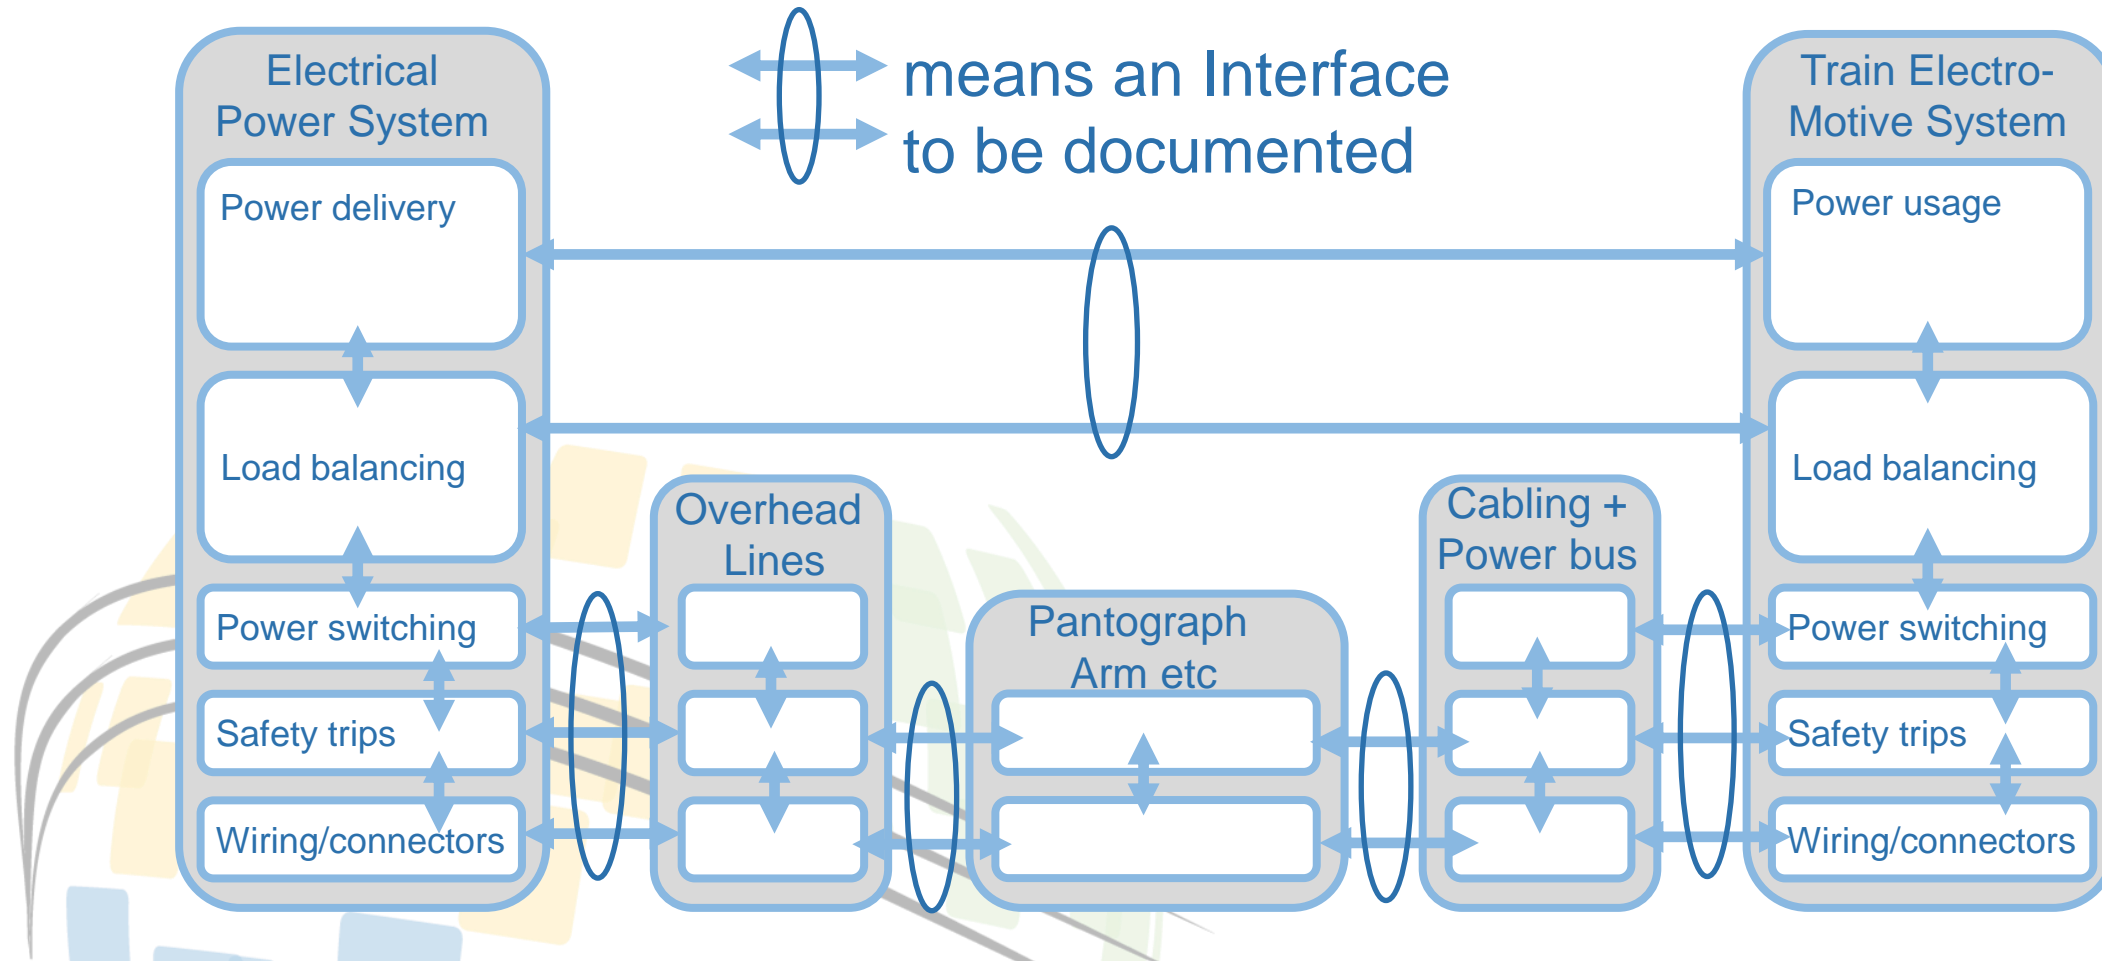 Electrical
Power System
Power delivery
Load balancing
Power switching
Safety trips
Wiring/connectors
means an Interface
to be documented
Overhead
Lines
Pantograph
Arm etc
Cabling +
Power bus
Train Electro-
Motive System
Power usage
Load balancing
Power switching
Safety trips
Wiring/connectors